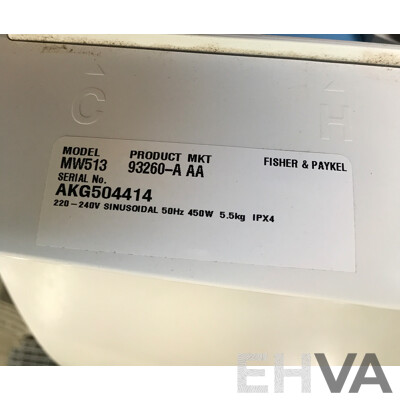 C H
MODEL PRODUCT MKT FISHER & PAYKEL
MW513 93260-A AA
SERIAL No.
AKG504414
220-240V SINUSOIDAL 50Hz 450W 5.5kg IPX4
EHVA